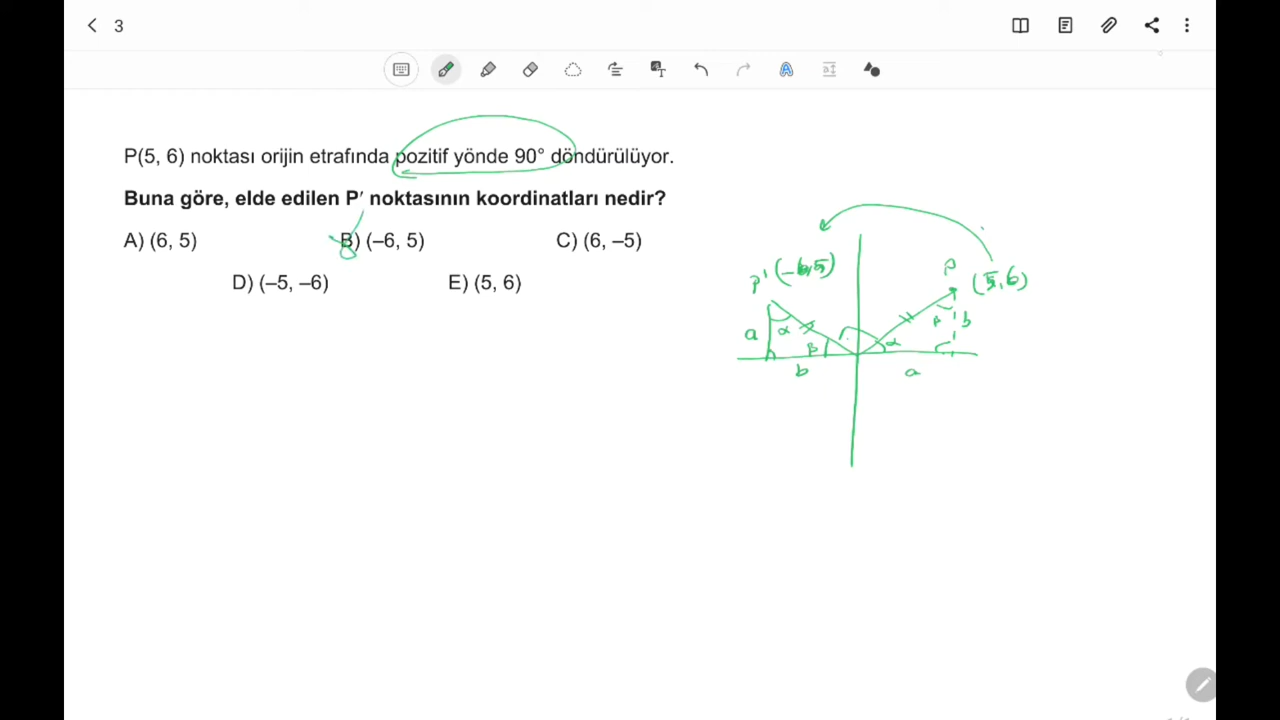 3
P(5, 6) noktası orijin etrafında pozitif yönde 90° döndürülüyor.
Buna göre, elde edilen P′ noktasının koordinatları nedir?
A) (6, 5) B) (–6, 5) C) (6, –5)
D) (–5, –6) E) (5, 6)
P
P' (-6,5) (5,6)
a α β b
β α
b a